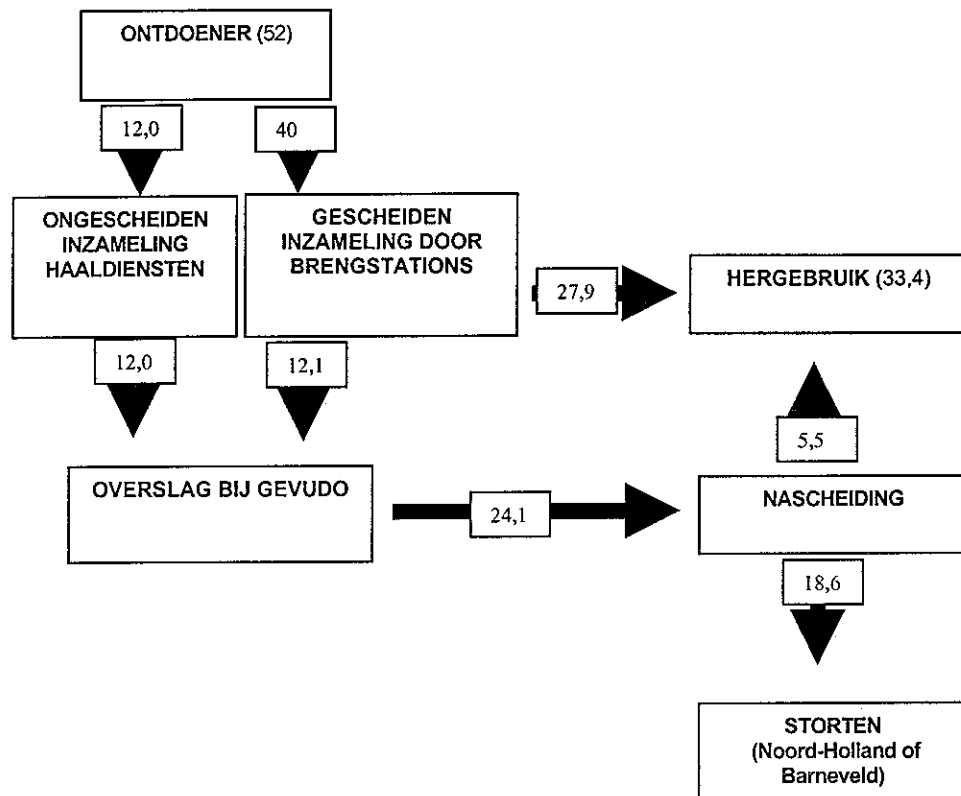 ONTDOENER (52)
12,0
40
ONGESCHEIDEN
INZAMELING
HAALDIENSTEN
GESCHEIDEN
INZAMELING DOOR
BRENGSTATIONS
27,9
HERGEBRUIK (33,4)
12,0
12,1
5,5
OVERSLAG BIJ GEVUDO
24,1
NASCHEIDING
18,6
STORTEN
(Noord-Holland of
Barneveld)